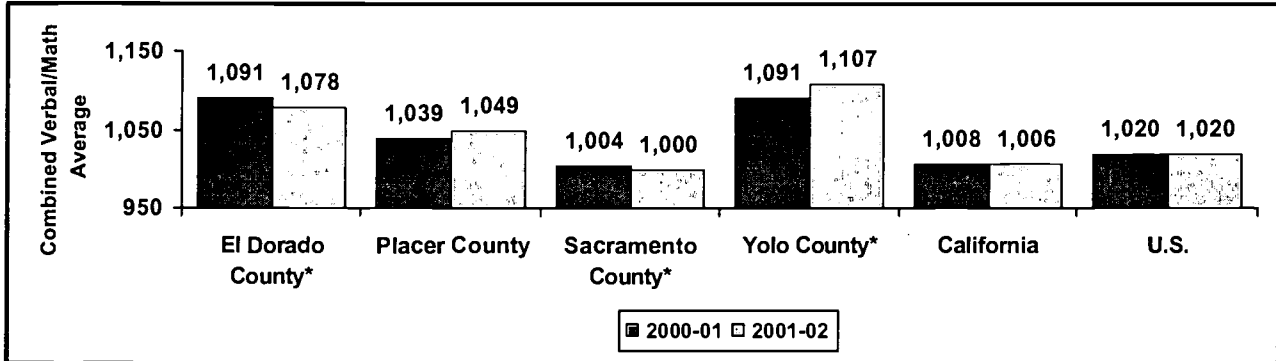 Combined Verbal/Math
Average
1,150
1,050
950
1,091 1,078
1,039 1,049
1,004 1,000
1,091 1,107
1,008 1,006
1,020 1,020
El Dorado
County*
Placer County
Sacramento
County*
Yolo County*
California
U.S.
2000-01 2001-02